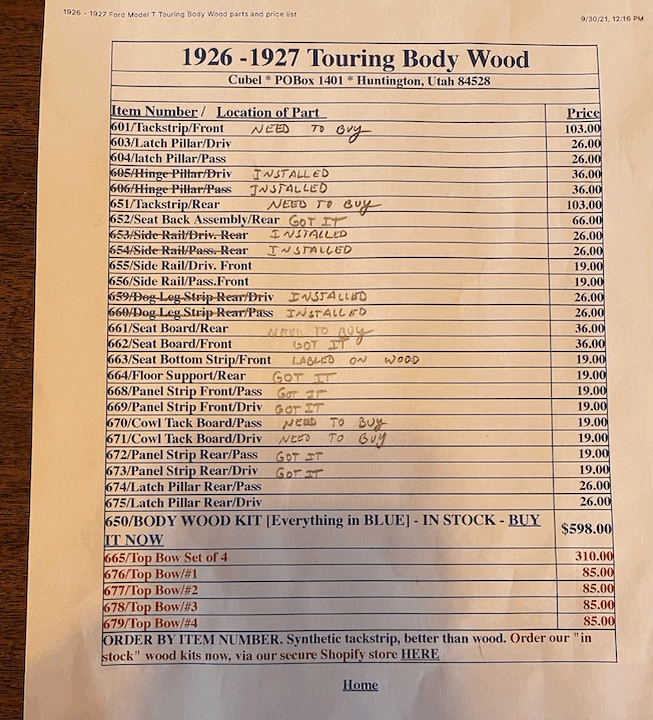 1926 - 1927 Ford Model T Touring Body Wood parts and price list 9/30/21, 12:16 PM
1926 -1927 Touring Body Wood
Cubel * POBox 1401 * Huntington, Utah 84528
Item Number / Location of Part Price
601/Tackstrip/Front NEED TO BUY 103.00
603/Latch Pillar/Driv 26.00
604/latch Pillar/Pass 26.00
605/Hinge Pillar/Driv INSTALLED 36.00
606/Hinge Pillar/Pass INSTALLED 36.00
651/Tackstrip/Rear NEED TO BUY 103.00
652/Seat Back Assembly/Rear GOT IT 66.00
653/Side Rail/Driv. Rear INSTALLED 26.00
654/Side Rail/Pass. Rear INSTALLED 26.00
655/Side Rail/Driv. Front 19.00
656/Side Rail/Pass.Front 19.00
659/Dog Leg Strip Rear/Driv INSTALLED 26.00
660/Dog Leg Strip Rear/Pass INSTALLED 26.00
661/Seat Board/Rear NEED TO BUY 36.00
662/Seat Board/Front GOT IT 36.00
663/Seat Bottom Strip/Front LABLED ON WOOD 19.00
664/Floor Support/Rear GOT IT 19.00
668/Panel Strip Front/Pass GOT IT 19.00
669/Panel Strip Front/Driv GOT IT 19.00
670/Cowl Tack Board/Pass NEED TO BUY 19.00
671/Cowl Tack Board/Driv NEED TO BUY 19.00
672/Panel Strip Rear/Pass GOT IT 19.00
673/Panel Strip Rear/Driv GOT IT 19.00
674/Latch Pillar Rear/Pass 26.00
675/Latch Pillar Rear/Driv 26.00
650/BODY WOOD KIT [Everything in BLUE] - IN STOCK - BUY
IT NOW $598.00
665/Top Bow Set of 4 310.00
676/Top Bow/#1 85.00
677/Top Bow/#2 85.00
678/Top Bow/#3 85.00
679/Top Bow/#4 85.00
ORDER BY ITEM NUMBER. Synthetic tackstrip, better than wood. Order our "in
stock" wood kits now, via our secure Shopify store HERE
Home